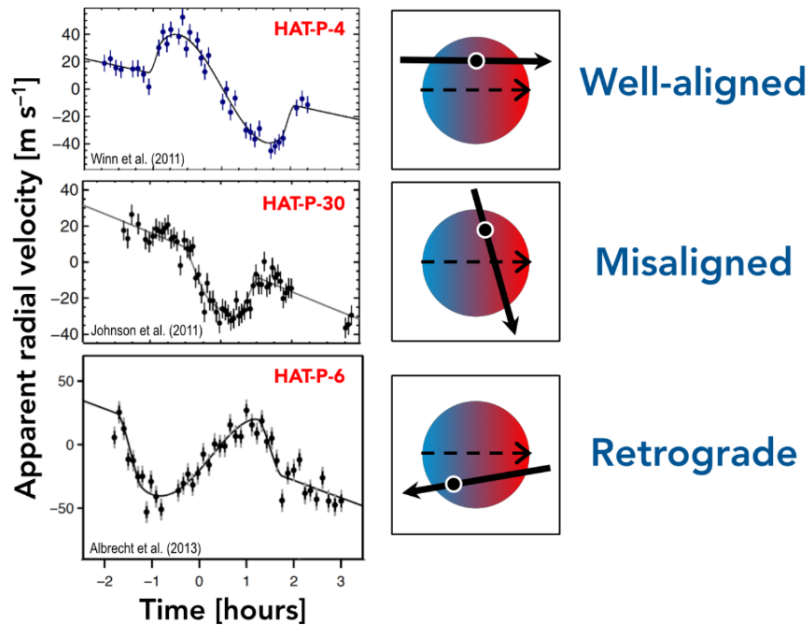 Apparent radial velocity [m s⁻¹]
HAT-P-4
60
40
20
0
−20
−40
Winn et al. (2011)
Well-aligned
HAT-P-30
40
20
0
−20
−40
Johnson et al. (2011)
Misaligned
HAT-P-6
50
0
−50
Albrecht et al. (2013)
Retrograde
−2 −1 0 1 2 3
Time [hours]